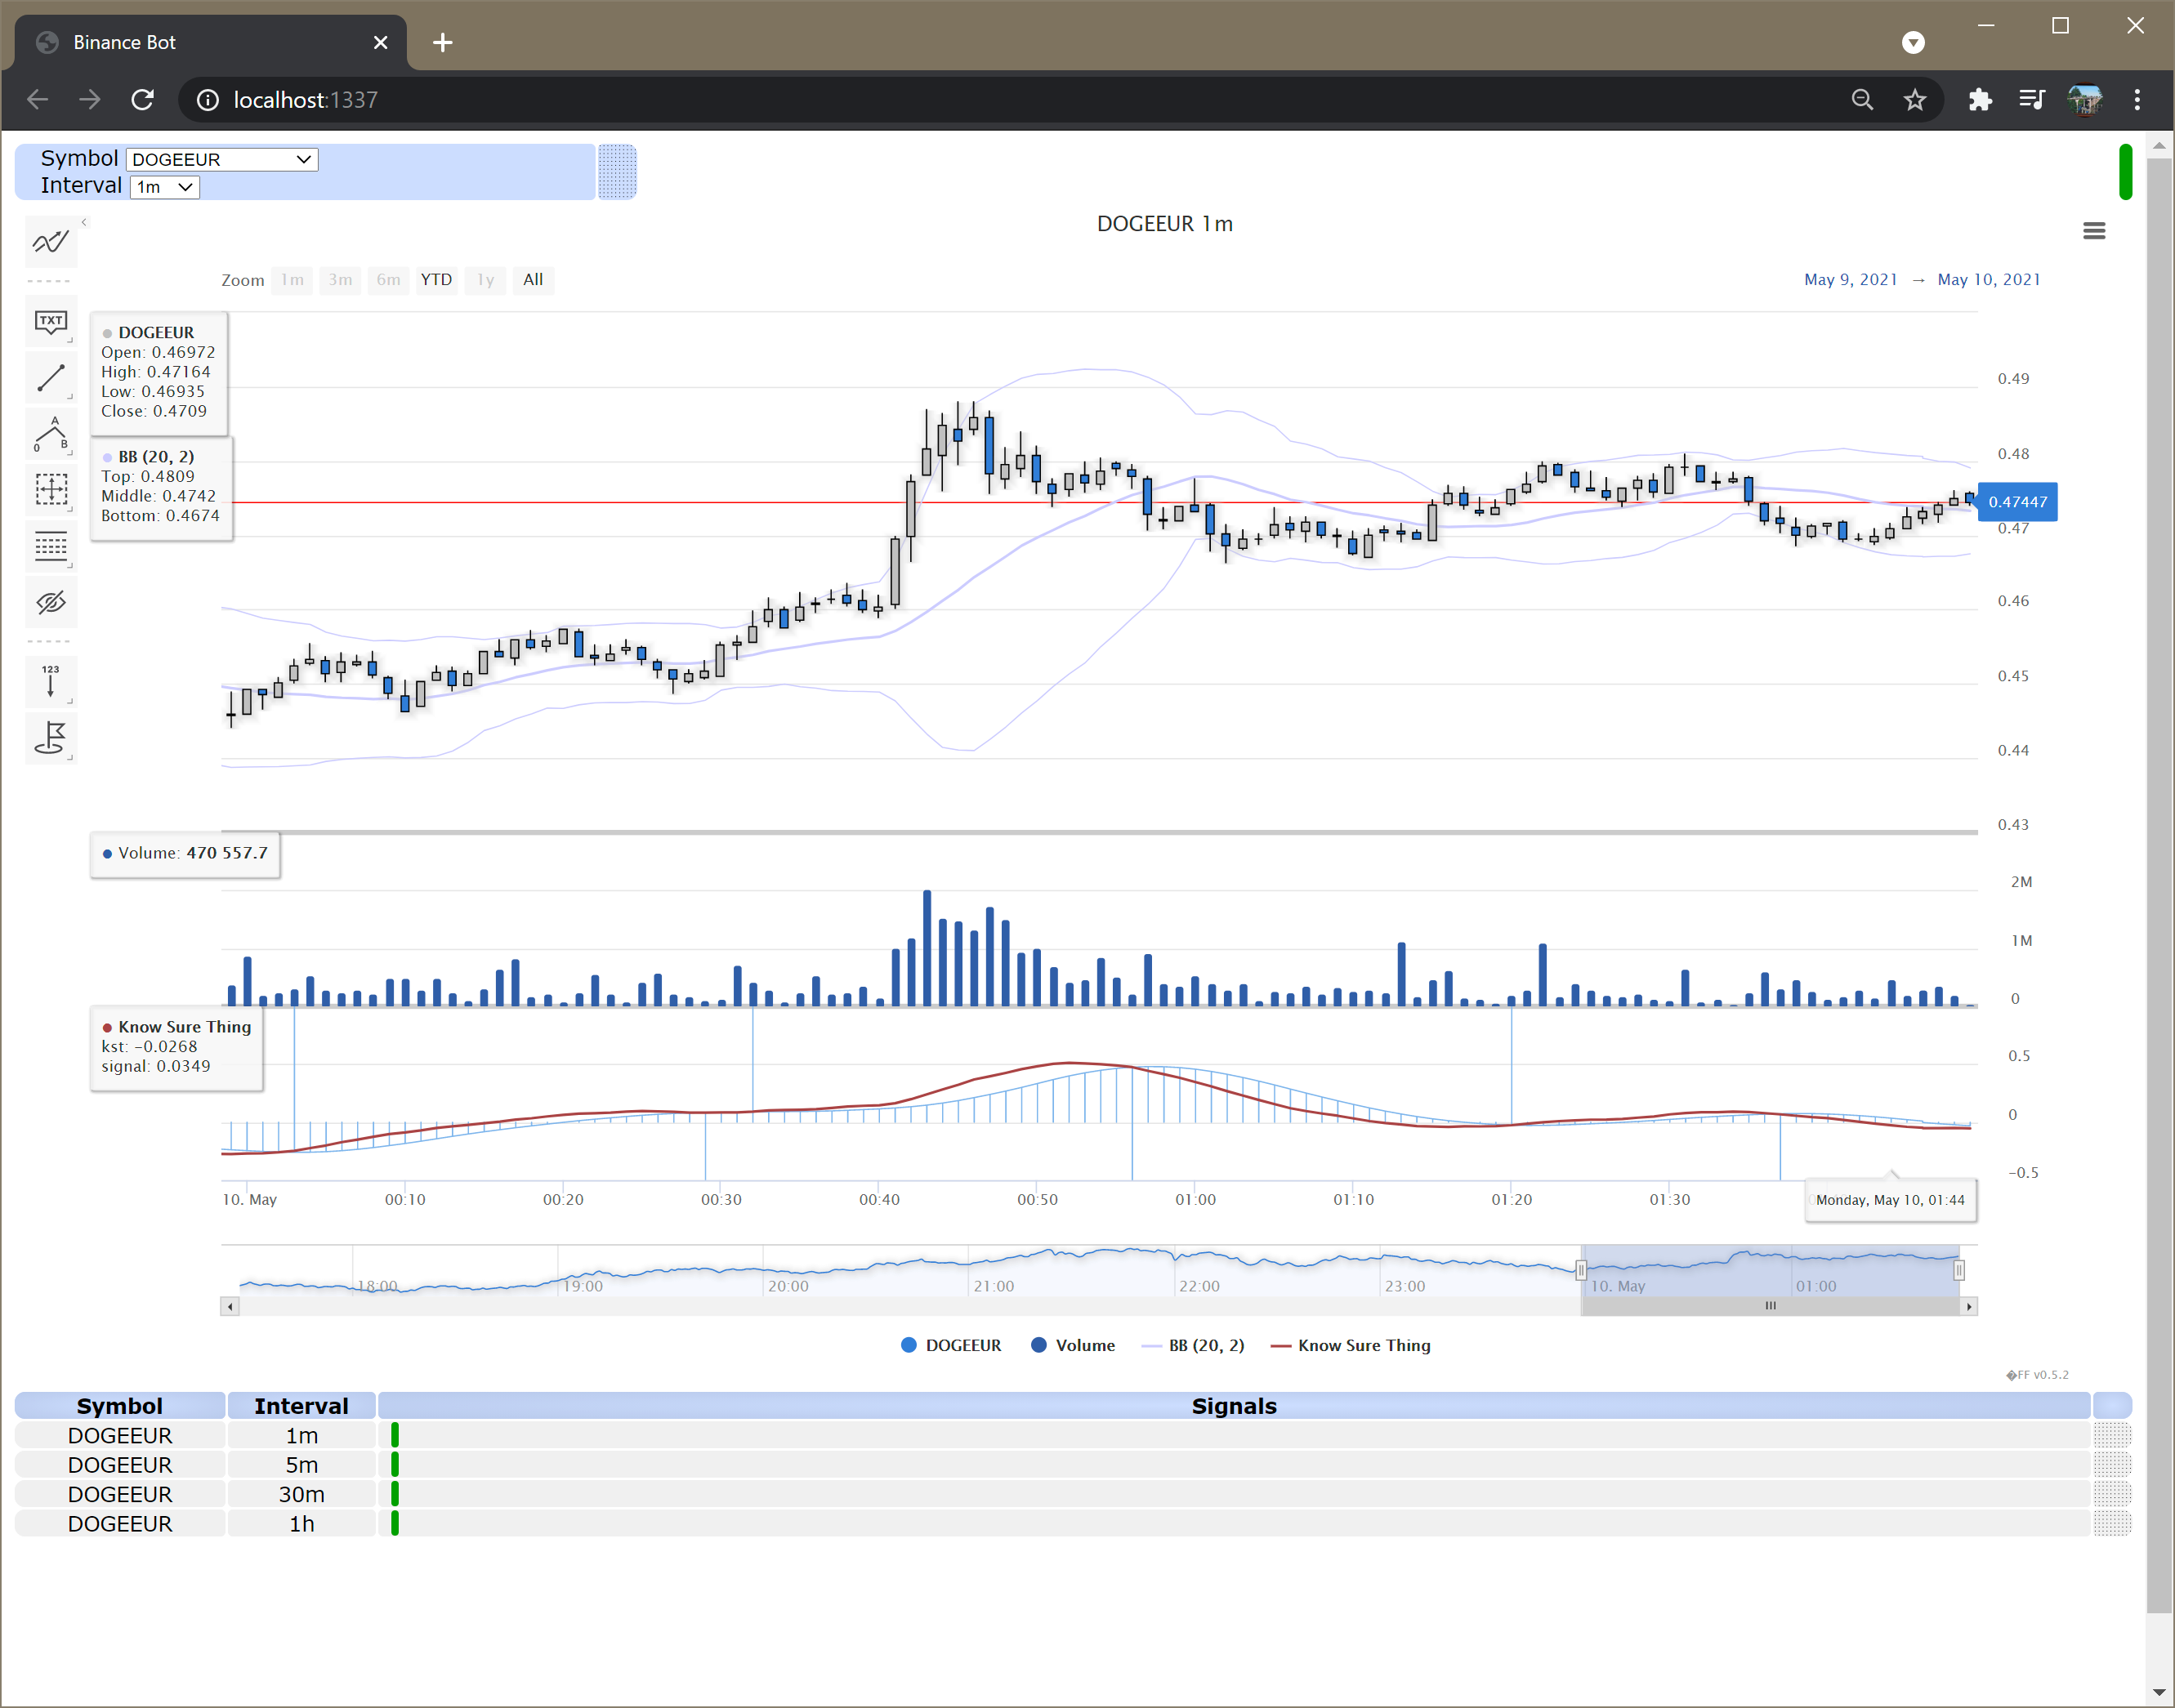 Binance Bot
localhost:1337
Symbol DOGEEUR
Interval 1m
DOGEEUR 1m
Zoom 1m 3m 6m YTD 1y All
May 9, 2021 → May 10, 2021
TXT
A
0 B
123
DOGEEUR
Open: 0.46972
High: 0.47164
Low: 0.46935
Close: 0.4709
BB (20, 2)
Top: 0.4809
Middle: 0.4742
Bottom: 0.4674
0.49
0.48
0.47447
0.47
0.46
0.45
0.44
0.43
Volume: 470 557.7
2M
1M
0
Know Sure Thing
kst: -0.0268
signal: 0.0349
0.5
0
-0.5
10. May 00:10 00:20 00:30 00:40 00:50 01:00 01:10 01:20 01:30
Monday, May 10, 01:44
18:00 19:00 20:00 21:00 22:00 23:00 10. May 01:00
DOGEEUR Volume BB (20, 2) Know Sure Thing
�FF v0.5.2
Symbol Interval Signals
DOGEEUR 1m
DOGEEUR 5m
DOGEEUR 30m
DOGEEUR 1h